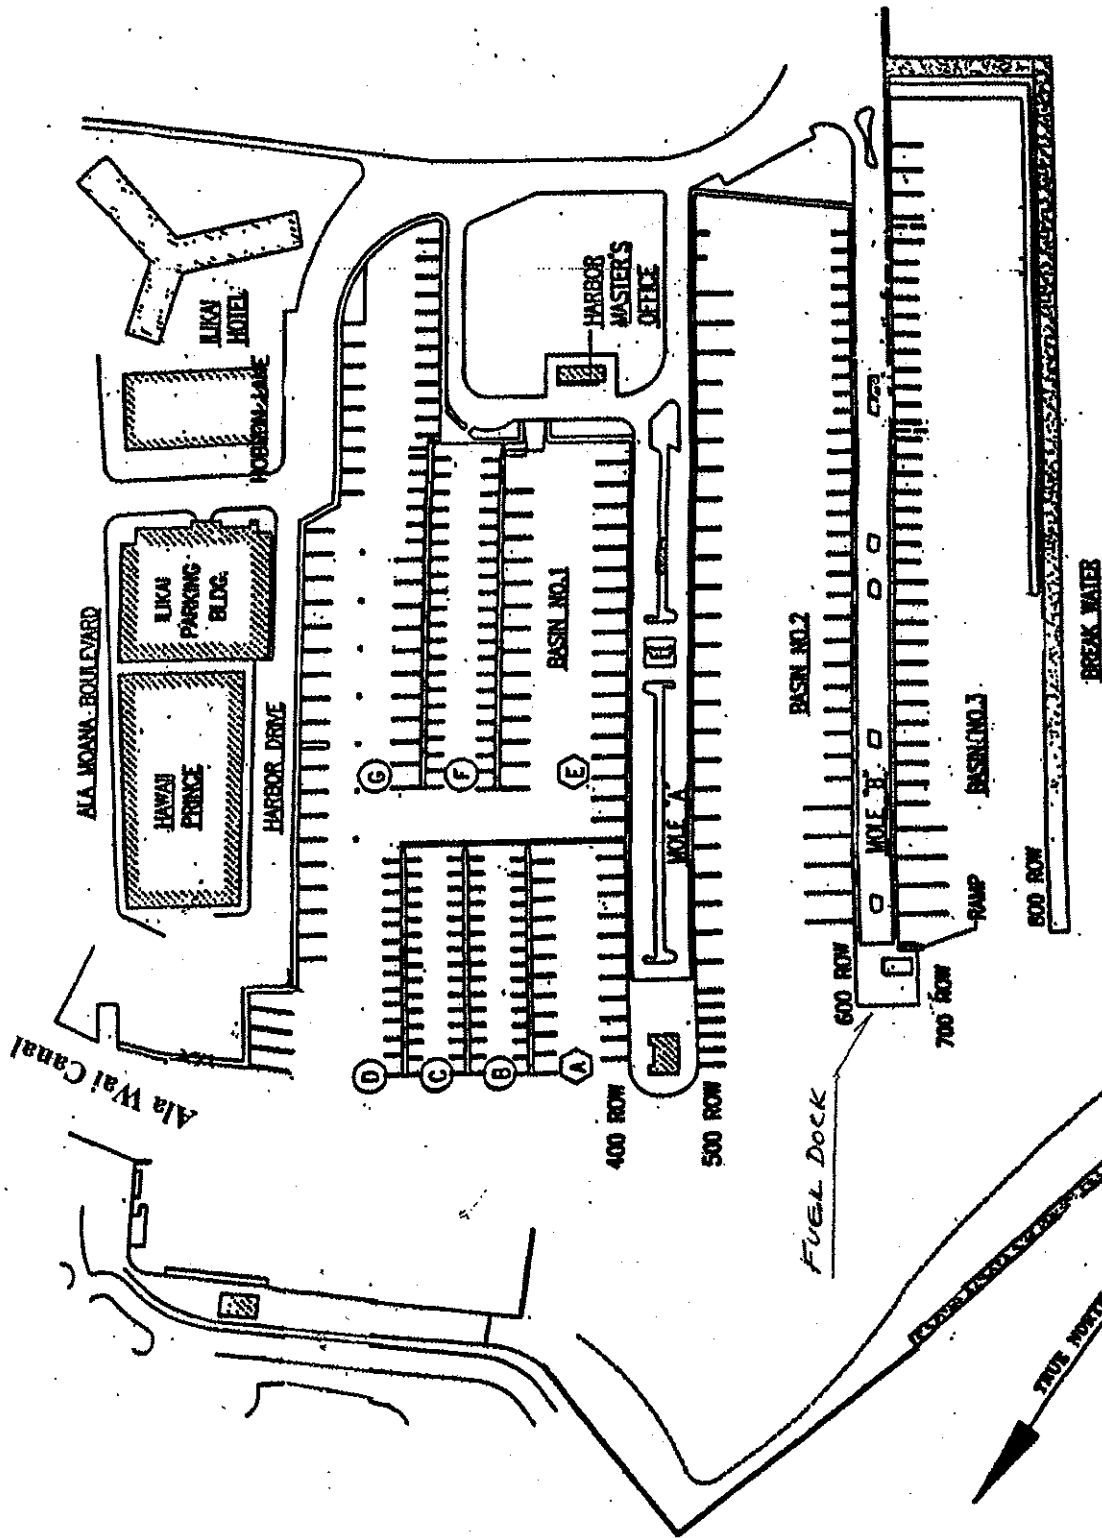 ALA MOANA BOULEVARD
HAWAII
PRINCE
ILIKAI
PARKING
BLDG.
HOBRON LANE
ILIKAI
HOTEL
HARBOR DRIVE
Ala Wai Canal
G
F
E
D
C
B
A
BASIN NO.1
HARBOR
MASTER'S
OFFICE
400 ROW
MOLE "A"
500 ROW
BASIN NO.2
600 ROW
MOLE "B"
700 ROW
RAMP
BASIN NO.3
800 ROW
BREAK WATER
FUEL DOCK
TRUE NORTH